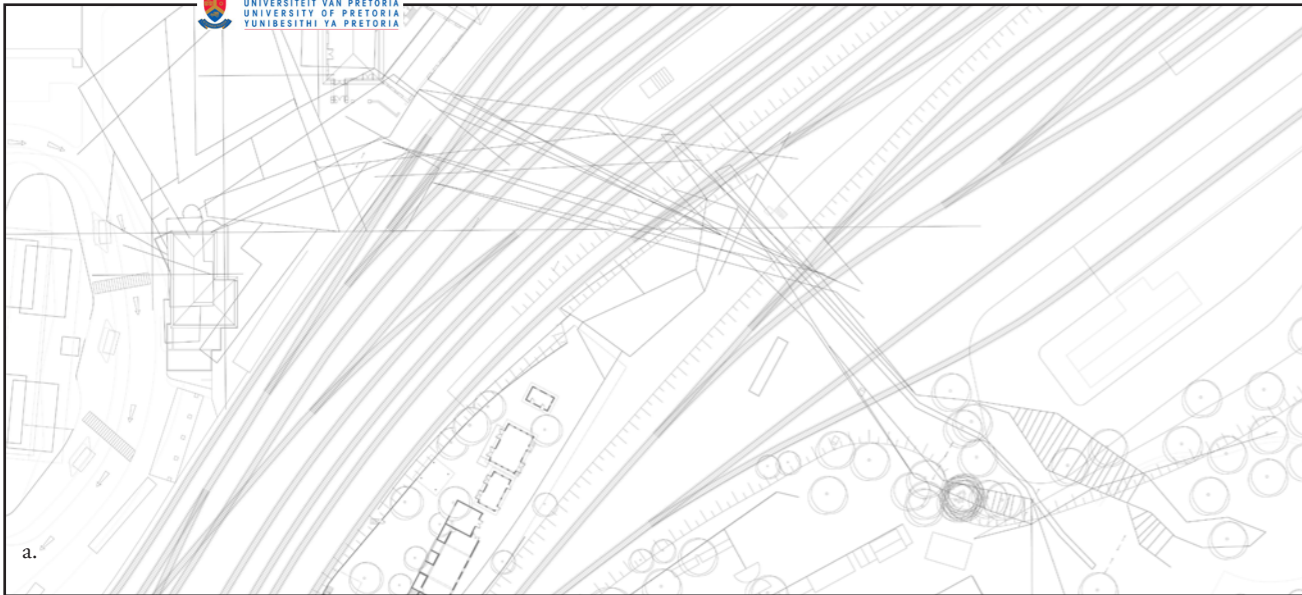 UNIVERSITEIT VAN PRETORIA
UNIVERSITY OF PRETORIA
YUNIBESITHI YA PRETORIA
a.